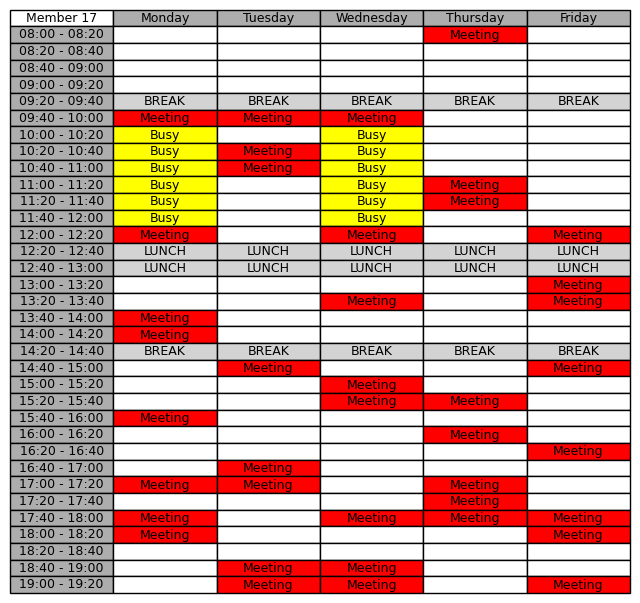 Member 17 Monday Tuesday Wednesday Thursday Friday
08:00 - 08:20 Meeting
08:20 - 08:40
08:40 - 09:00
09:00 - 09:20
09:20 - 09:40 BREAK BREAK BREAK BREAK BREAK
09:40 - 10:00 Meeting Meeting Meeting
10:00 - 10:20 Busy Busy
10:20 - 10:40 Busy Meeting Busy
10:40 - 11:00 Busy Meeting Busy
11:00 - 11:20 Busy Busy Meeting
11:20 - 11:40 Busy Busy Meeting
11:40 - 12:00 Busy Busy
12:00 - 12:20 Meeting Meeting Meeting
12:20 - 12:40 LUNCH LUNCH LUNCH LUNCH LUNCH
12:40 - 13:00 LUNCH LUNCH LUNCH LUNCH LUNCH
13:00 - 13:20 Meeting
13:20 - 13:40 Meeting Meeting
13:40 - 14:00 Meeting
14:00 - 14:20 Meeting
14:20 - 14:40 BREAK BREAK BREAK BREAK BREAK
14:40 - 15:00 Meeting Meeting
15:00 - 15:20 Meeting
15:20 - 15:40 Meeting Meeting
15:40 - 16:00 Meeting
16:00 - 16:20 Meeting
16:20 - 16:40 Meeting
16:40 - 17:00 Meeting
17:00 - 17:20 Meeting Meeting Meeting
17:20 - 17:40 Meeting
17:40 - 18:00 Meeting Meeting Meeting Meeting
18:00 - 18:20 Meeting Meeting
18:20 - 18:40
18:40 - 19:00 Meeting Meeting
19:00 - 19:20 Meeting Meeting Meeting